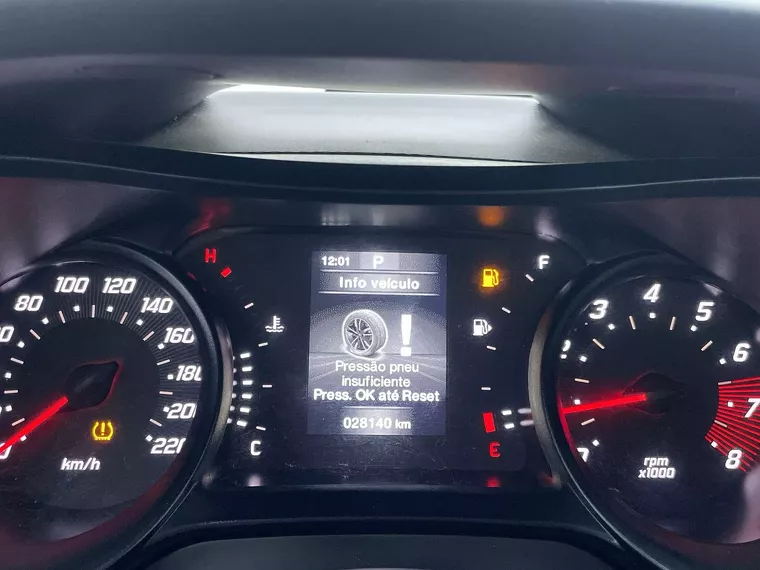 12:01 P
Info veículo
Pressão pneu
insuficiente
Press. OK até Reset
028140 km
H
C
F
E
80
100
120
140
160
180
200
220
km/h
3
4
5
6
7
8
rpm
x1000